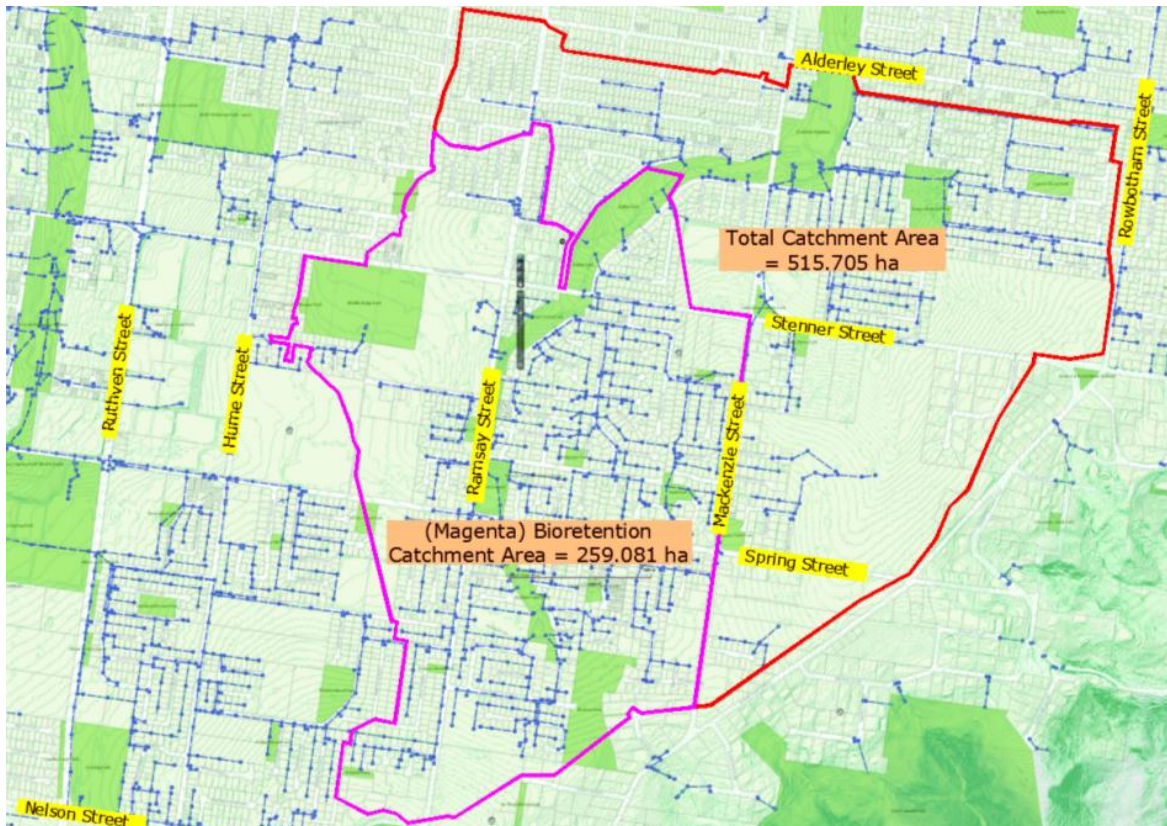 Alderley Street
Rowbotham Street
Total Catchment Area
= 515.705 ha
Stenner Street
Ruthven Street
Hume Street
Ramsay Street
Mackenzie Street
(Magenta) Bioretention
Catchment Area = 259.081 ha
Spring Street
Nelson Street